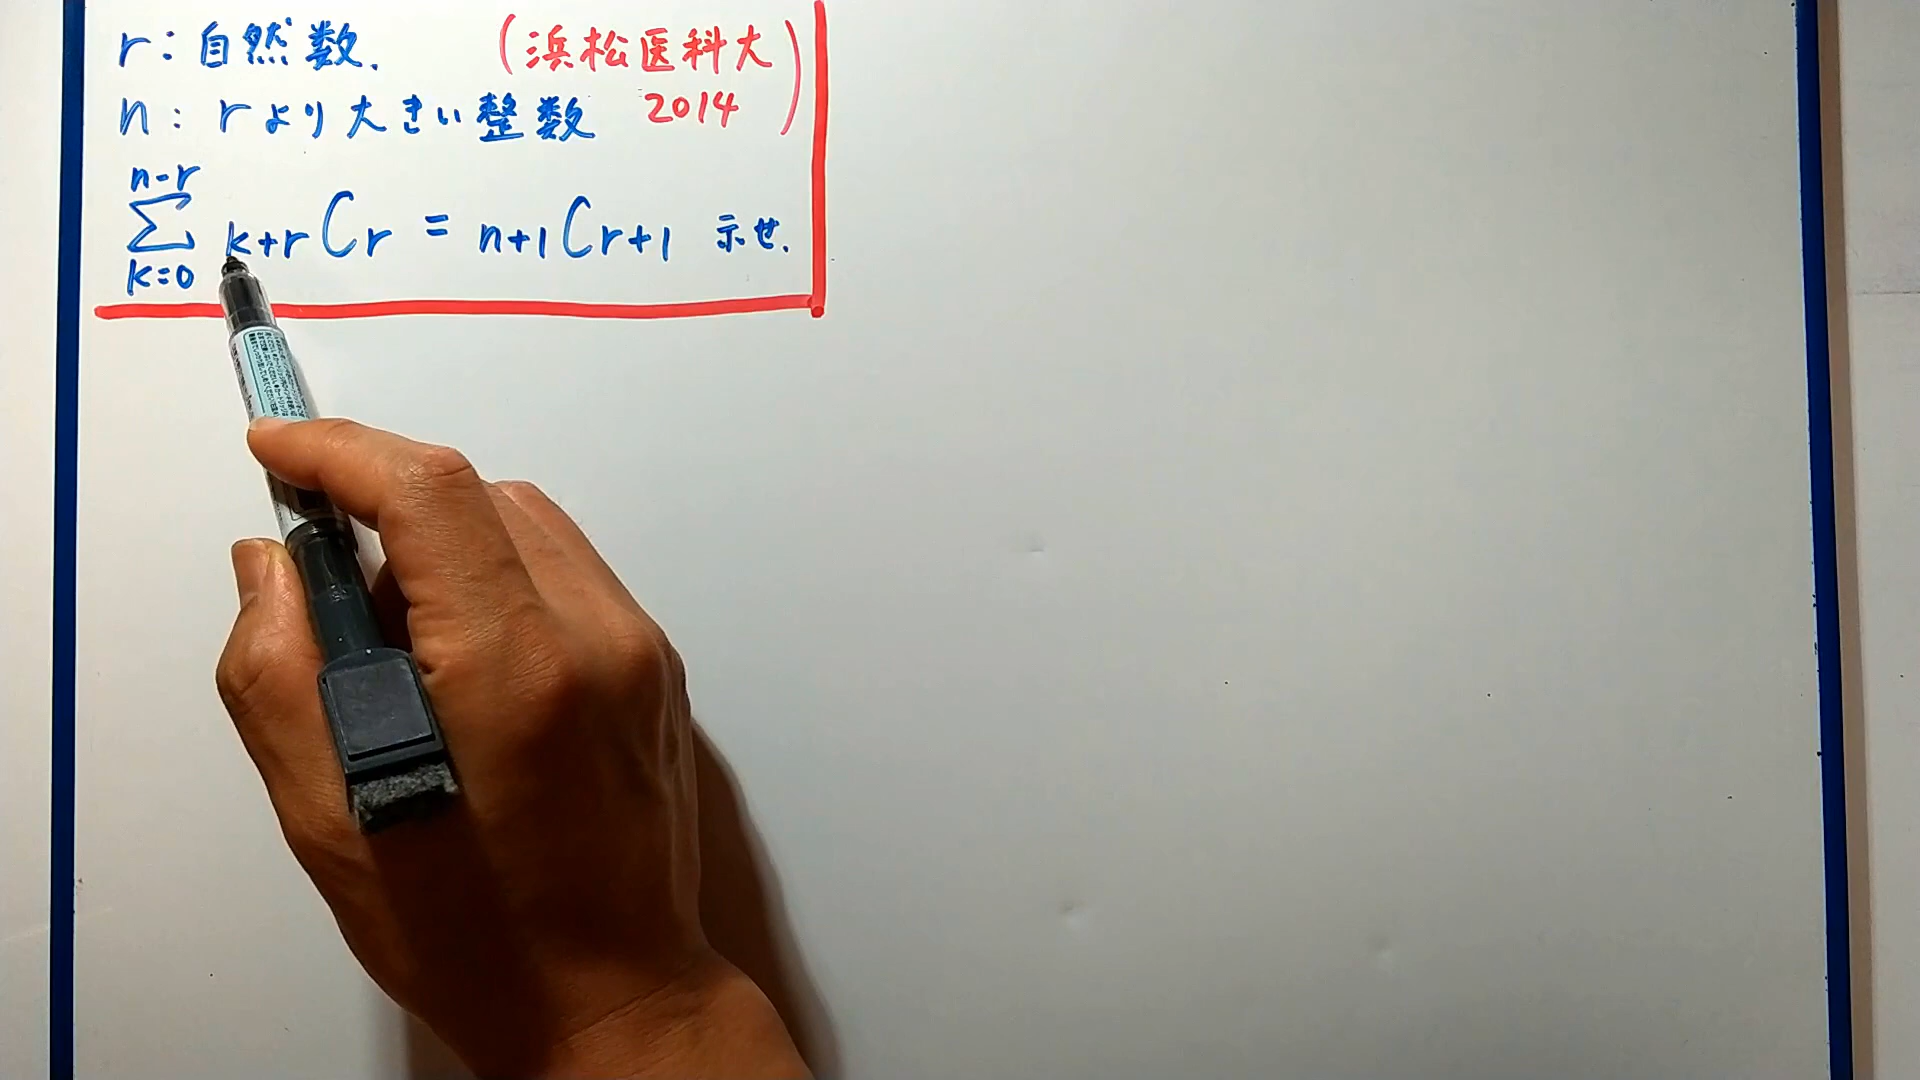 r:自然数. (浜松医科大)
n:rより大きい整数 2014
n-r
Σ k+rCr = n+1Cr+1 示せ.
k=0